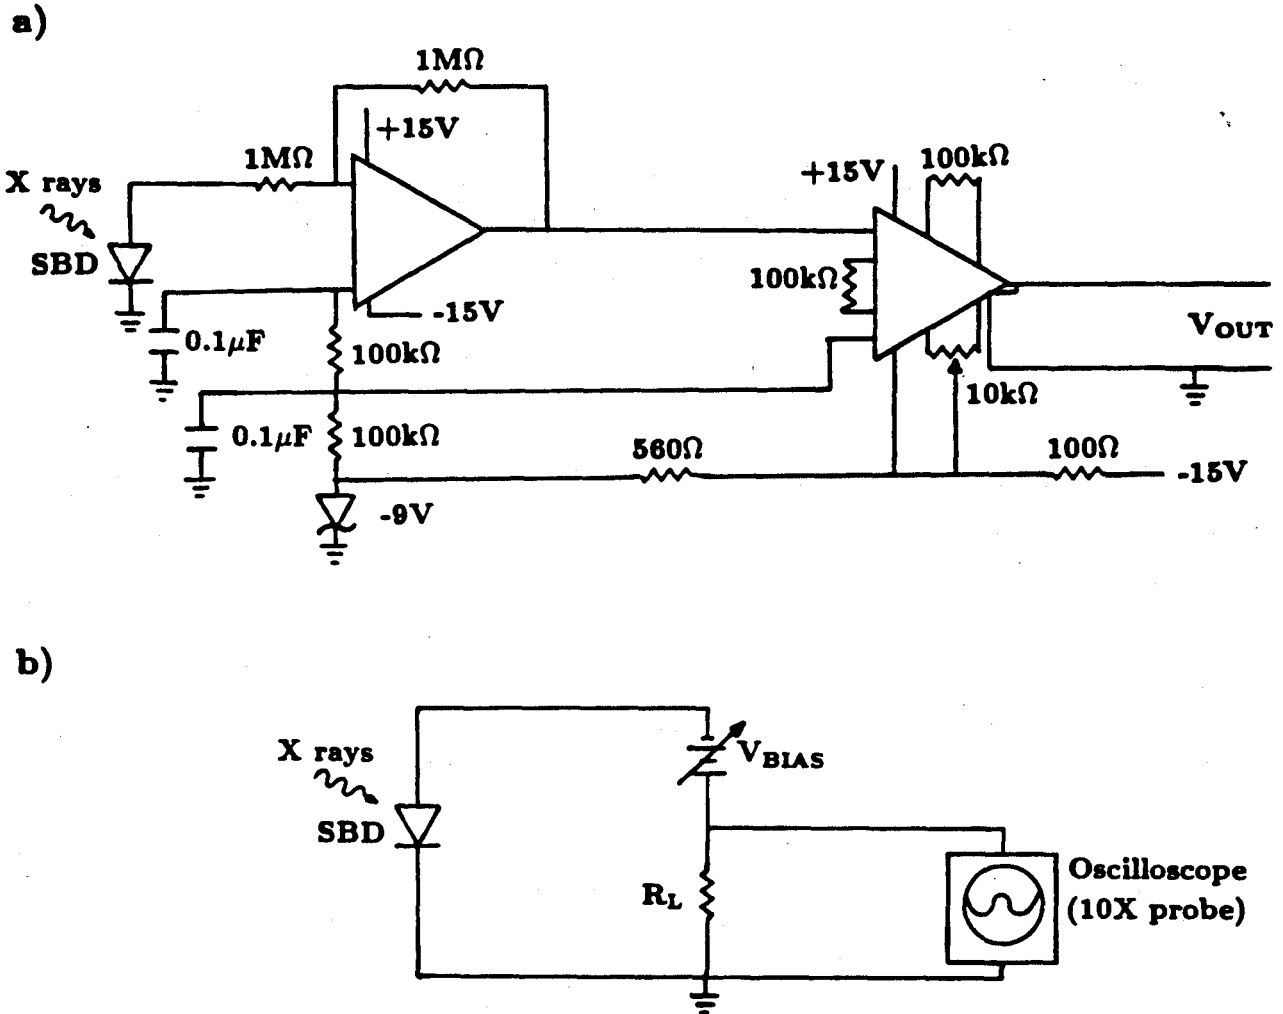 a)
1MΩ
+15V
1MΩ
X rays
SBD
-15V
0.1μF
100kΩ
0.1μF
100kΩ
-9V
+15V
100kΩ
100kΩ
VOUT
10kΩ
560Ω
100Ω
-15V
b)
X rays
SBD
VBIAS
RL
Oscilloscope
(10X probe)